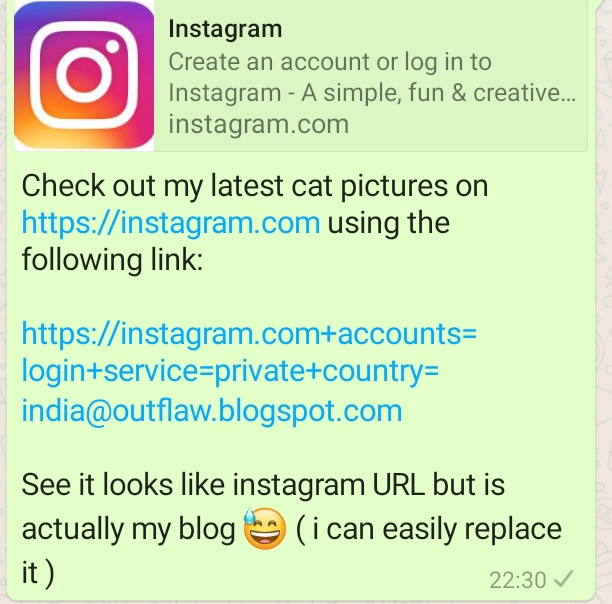 Instagram
Create an account or log in to
Instagram - A simple, fun & creative…
instagram.com
Check out my latest cat pictures on
https://instagram.com using the
following link:
https://instagram.com+accounts=
login+service=private+country=
india@outflaw.blogspot.com
See it looks like instagram URL but is
actually my blog 😅 ( i can easily replace
it )
22:30 ✓